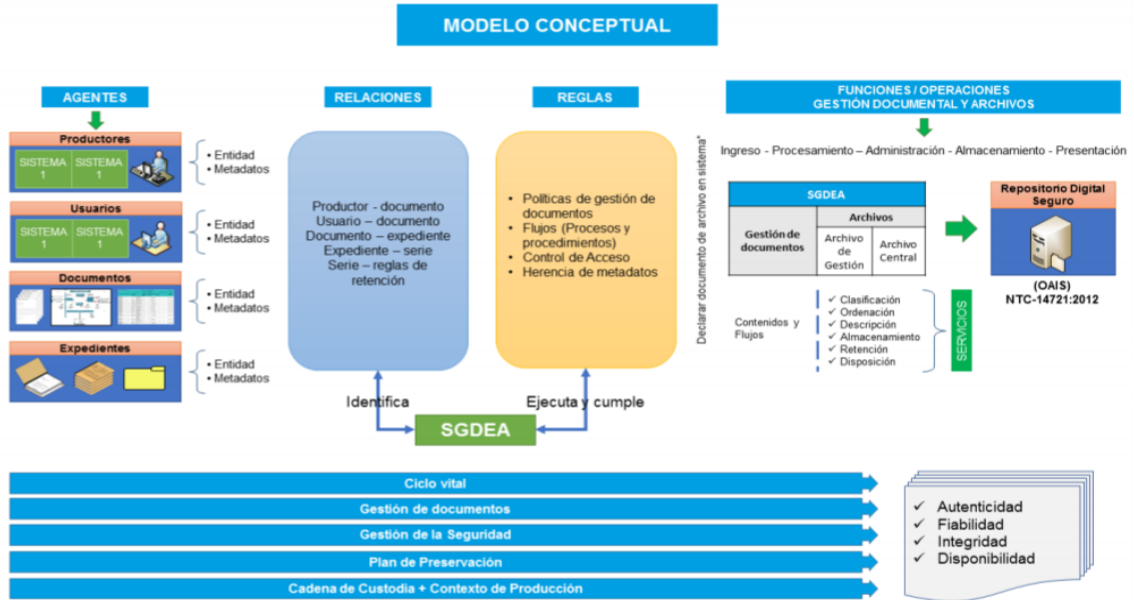 MODELO CONCEPTUAL
AGENTES
Productores
SISTEMA
1
SISTEMA
1
• Entidad
• Metadatos
Usuarios
SISTEMA
1
SISTEMA
1
• Entidad
• Metadatos
Documentos
• Entidad
• Metadatos
Expedientes
• Entidad
• Metadatos
RELACIONES
Productor - documento
Usuario – documento
Documento – expediente
Expediente – serie
Serie – reglas de
retención
REGLAS
• Políticas de gestión de
documentos
• Flujos (Procesos y
procedimientos)
• Control de Acceso
• Herencia de metadatos
Identifica
Ejecuta y cumple
SGDEA
Declarar documento de archivo en sistema"
FUNCIONES / OPERACIONES
GESTIÓN DOCUMENTAL Y ARCHIVOS
Ingreso - Procesamiento – Administración - Almacenamiento - Presentación
SGDEA
Gestión de
documentos
Archivos
Archivo
de
Gestión
Archivo
Central
Repositorio Digital
Seguro
(OAIS)
NTC-14721:2012
Contenidos y
Flujos
✓ Clasificación
✓ Ordenación
✓ Descripción
✓ Almacenamiento
✓ Retención
✓ Disposición
SERVICIOS
Ciclo vital
Gestión de documentos
Gestión de la Seguridad
Plan de Preservación
Cadena de Custodia + Contexto de Producción
✓ Autenticidad
✓ Fiabilidad
✓ Integridad
✓ Disponibilidad